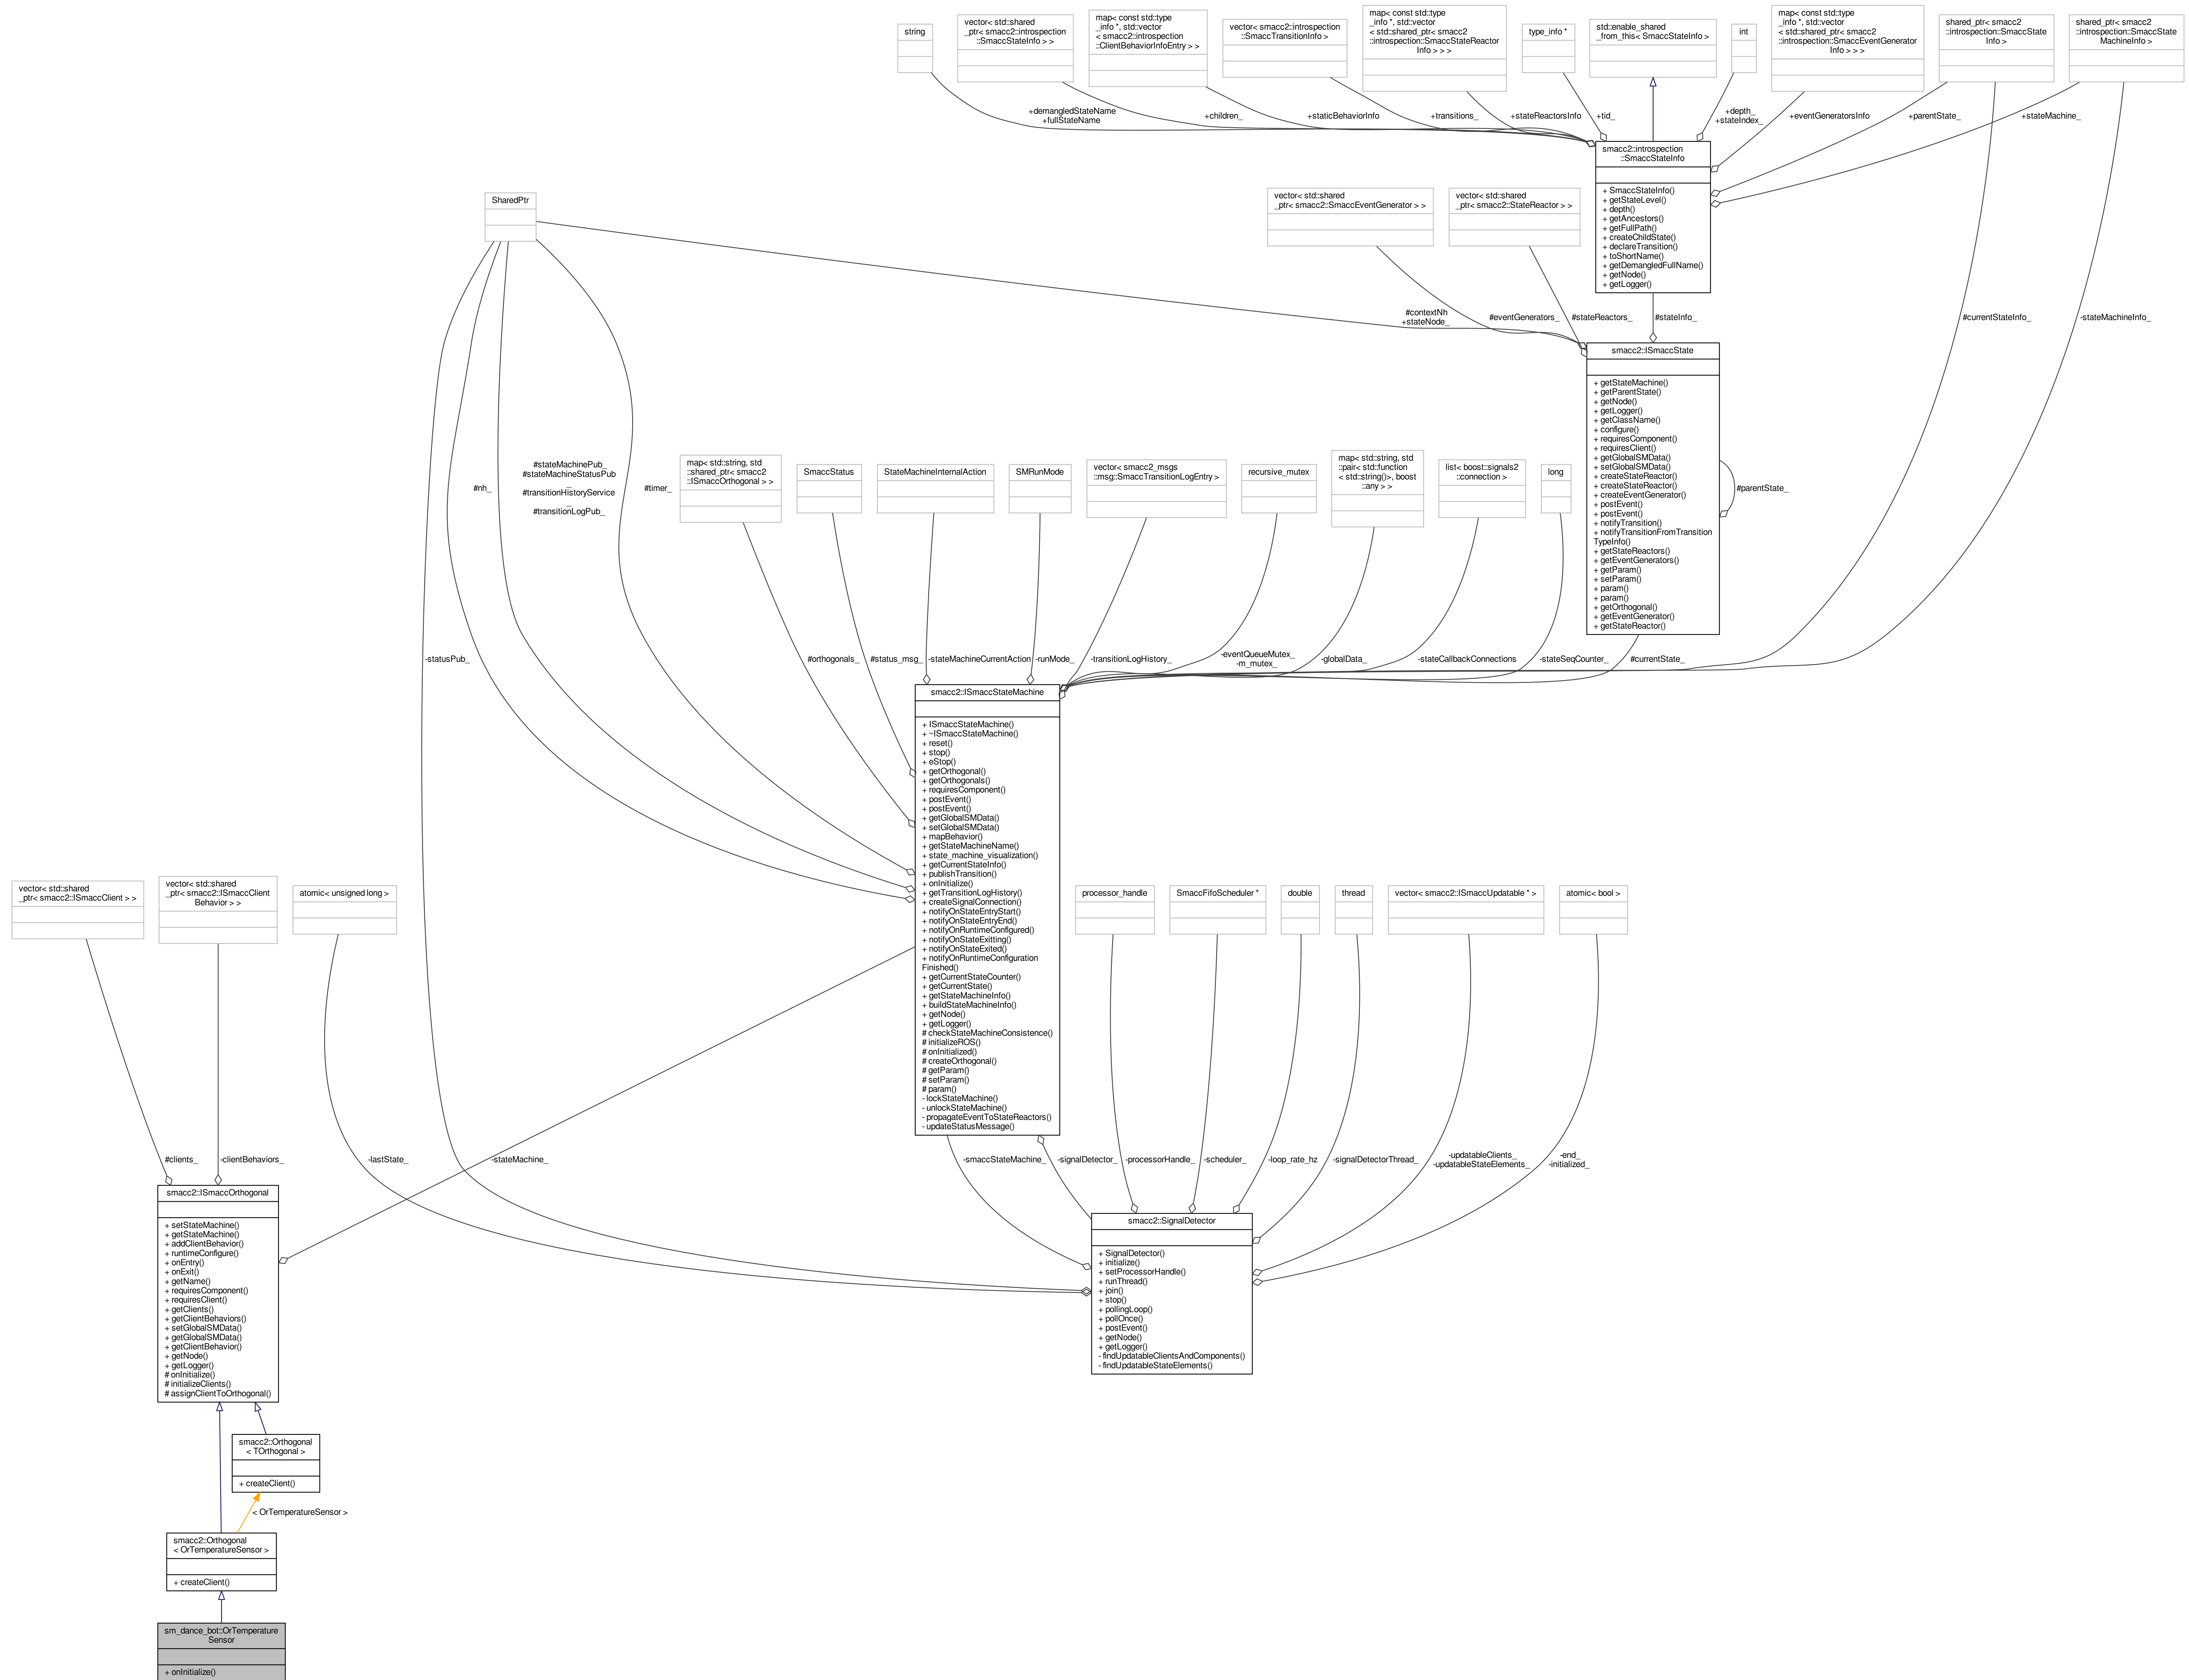 string
vector< std::shared
_ptr< smacc2::introspection
::SmaccStateInfo > >
map< const std::type
_info *, std::vector
< smacc2::introspection
::ClientBehaviorInfoEntry > >
vector< smacc2::introspection
::SmaccTransitionInfo >
map< const std::type
_info *, std::vector
< std::shared_ptr< smacc2
::introspection::SmaccStateReactor
Info > > >
type_info *
std::enable_shared
_from_this< SmaccStateInfo >
int
map< const std::type
_info *, std::vector
< std::shared_ptr< smacc2
::introspection::SmaccEventGenerator
Info > > >
shared_ptr< smacc2
::introspection::SmaccState
Info >
shared_ptr< smacc2
::introspection::SmaccState
MachineInfo >
+demangledStateName
+fullStateName
+children_
+staticBehaviorInfo
+transitions_
+stateReactorsInfo
+tid_
+depth_
+stateIndex_
+eventGeneratorsInfo
+parentState_
+stateMachine_
smacc2::introspection
::SmaccStateInfo
+ SmaccStateInfo()
+ getStateLevel()
+ depth()
+ getAncestors()
+ getFullPath()
+ createChildState()
+ declareTransition()
+ toShortName()
+ getDemangledFullName()
+ getNode()
+ getLogger()
SharedPtr
vector< std::shared
_ptr< smacc2::SmaccEventGenerator > >
vector< std::shared
_ptr< smacc2::StateReactor > >
#contextNh
+stateNode_
#eventGenerators_
#stateReactors_
#stateInfo_
#currentStateInfo_
-stateMachineInfo_
smacc2::ISmaccState
+ getStateMachine()
+ getParentState()
+ getNode()
+ getLogger()
+ getClassName()
+ configure()
+ requiresComponent()
+ requiresClient()
+ getGlobalSMData()
+ setGlobalSMData()
+ createStateReactor()
+ createEventGenerator()
+ postEvent()
+ postEvent()
+ notifyTransition()
+ notifyTransitionFromTransition
TypeInfo()
+ getStateReactors()
+ getEventGenerators()
+ getParam()
+ setParam()
+ param()
+ param()
+ getOrthogonal()
+ getEventGenerator()
+ getStateReactor()
#parentState_
#nh_
#stateMachinePub_
#stateMachineStatusPub
_
#transitionHistoryService
_
#transitionLogPub_
#timer_
map< std::string, std
::shared_ptr< smacc2
::ISmaccOrthogonal > >
SmaccStatus
StateMachineInternalAction
SMRunMode
vector< smacc2_msgs
::msg::SmaccTransitionLogEntry >
recursive_mutex
map< std::string, std
::pair< std::function
< std::string()>, boost
::any > >
list< boost::signals2
::connection >
long
-statusPub_
#orthogonals_
#status_msg_
-stateMachineCurrentAction
-runMode_
-transitionLogHistory_
-eventQueueMutex_
-m_mutex_
-globalData_
-stateCallbackConnections
-stateSeqCounter_
#currentState_
smacc2::ISmaccStateMachine
+ ISmaccStateMachine()
+ ~ISmaccStateMachine()
+ reset()
+ stop()
+ eStop()
+ getOrthogonal()
+ getOrthogonals()
+ requiresComponent()
+ postEvent()
+ postEvent()
+ getGlobalSMData()
+ setGlobalSMData()
+ mapBehavior()
+ getStateMachineName()
+ state_machine_visualization()
+ getCurrentStateInfo()
+ publishTransition()
+ onInitialize()
+ getTransitionLogHistory()
+ createSignalConnection()
+ notifyOnStateEntryStart()
+ notifyOnStateEntryEnd()
+ notifyOnRuntimeConfigured()
+ notifyOnStateExitting()
+ notifyOnStateExited()
+ notifyOnRuntimeConfiguration
Finished()
+ getCurrentStateCounter()
+ getCurrentState()
+ getStateMachineInfo()
+ buildStateMachineInfo()
+ getNode()
+ getLogger()
# checkStateMachineConsistence()
# initializeROS()
# onInitialized()
# createOrthogonal()
# getParam()
# setParam()
# param()
- lockStateMachine()
- unlockStateMachine()
- propagateEventToStateReactors()
- updateStatusMessage()
vector< std::shared
_ptr< smacc2::ISmaccClient > >
vector< std::shared
_ptr< smacc2::ISmaccClient
Behavior > >
atomic< unsigned long >
processor_handle
SmaccFifoScheduler *
double
thread
vector< smacc2::ISmaccUpdatable * >
atomic< bool >
#clients_
-clientBehaviors_
-lastState_
-stateMachine_
-smaccStateMachine_
-signalDetector_
-processorHandle_
-scheduler_
-loop_rate_hz
-signalDetectorThread_
-updatableClients_
-updatableStateElements_
-end_
-initialized_
smacc2::ISmaccOrthogonal
+ setStateMachine()
+ getStateMachine()
+ addClientBehavior()
+ runtimeConfigure()
+ onEntry()
+ onExit()
+ getName()
+ requiresComponent()
+ requiresClient()
+ getClients()
+ getClientBehaviors()
+ setGlobalSMData()
+ getGlobalSMData()
+ getClientBehavior()
+ getNode()
+ getLogger()
# onInitialize()
# initializeClients()
# assignClientToOrthogonal()
smacc2::SignalDetector
+ SignalDetector()
+ initialize()
+ setProcessorHandle()
+ runThread()
+ join()
+ stop()
+ pollingLoop()
+ pollOnce()
+ postEvent()
+ getNode()
+ getLogger()
- findUpdatableClientsAndComponents()
- findUpdatableStateElements()
smacc2::Orthogonal
< TOrthogonal >
+ createClient()
< OrTemperatureSensor >
smacc2::Orthogonal
< OrTemperatureSensor >
+ createClient()
sm_dance_bot::OrTemperature
Sensor
+ onInitialize()